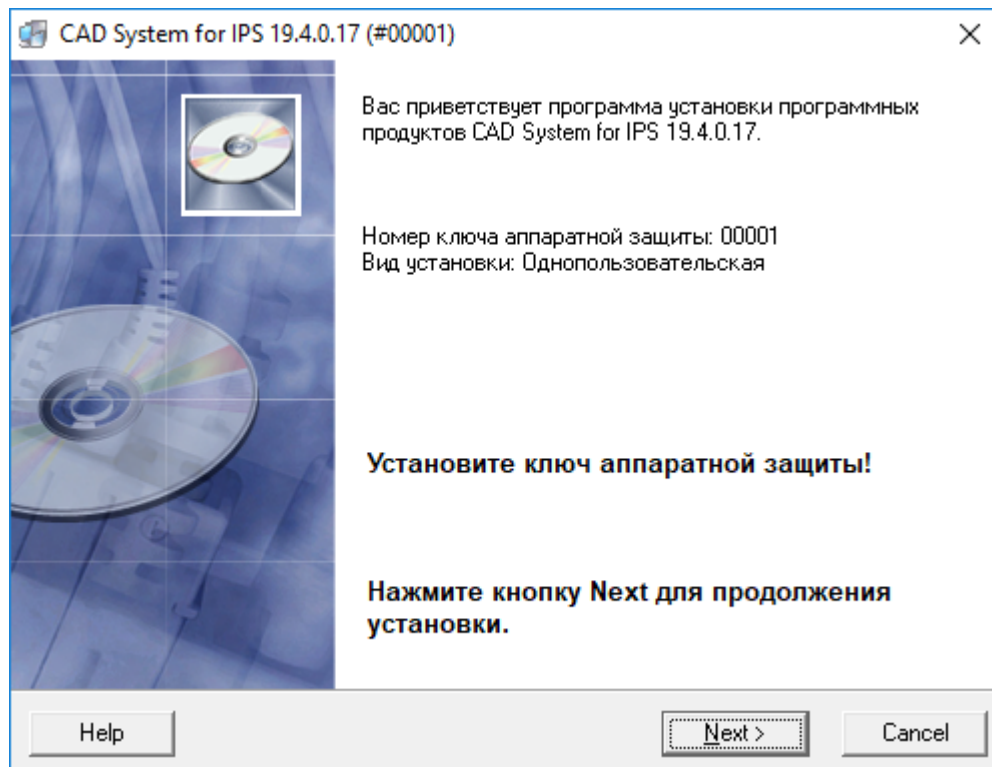 CAD System for IPS 19.4.0.17 (#00001)
Вас приветствует программа установки программных
продуктов CAD System for IPS 19.4.0.17.
Номер ключа аппаратной защиты: 00001
Вид установки: Однопользовательская
Установите ключ аппаратной защиты!
Нажмите кнопку Next для продолжения
установки.
Help
Next >
Cancel